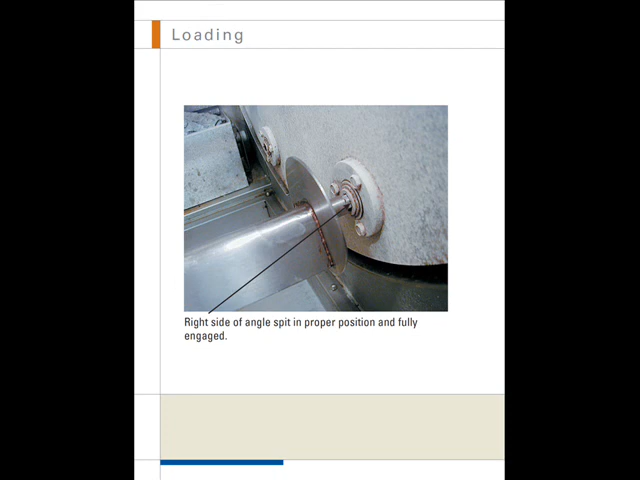 Loading
Right side of angle spit in proper position and fully
engaged.